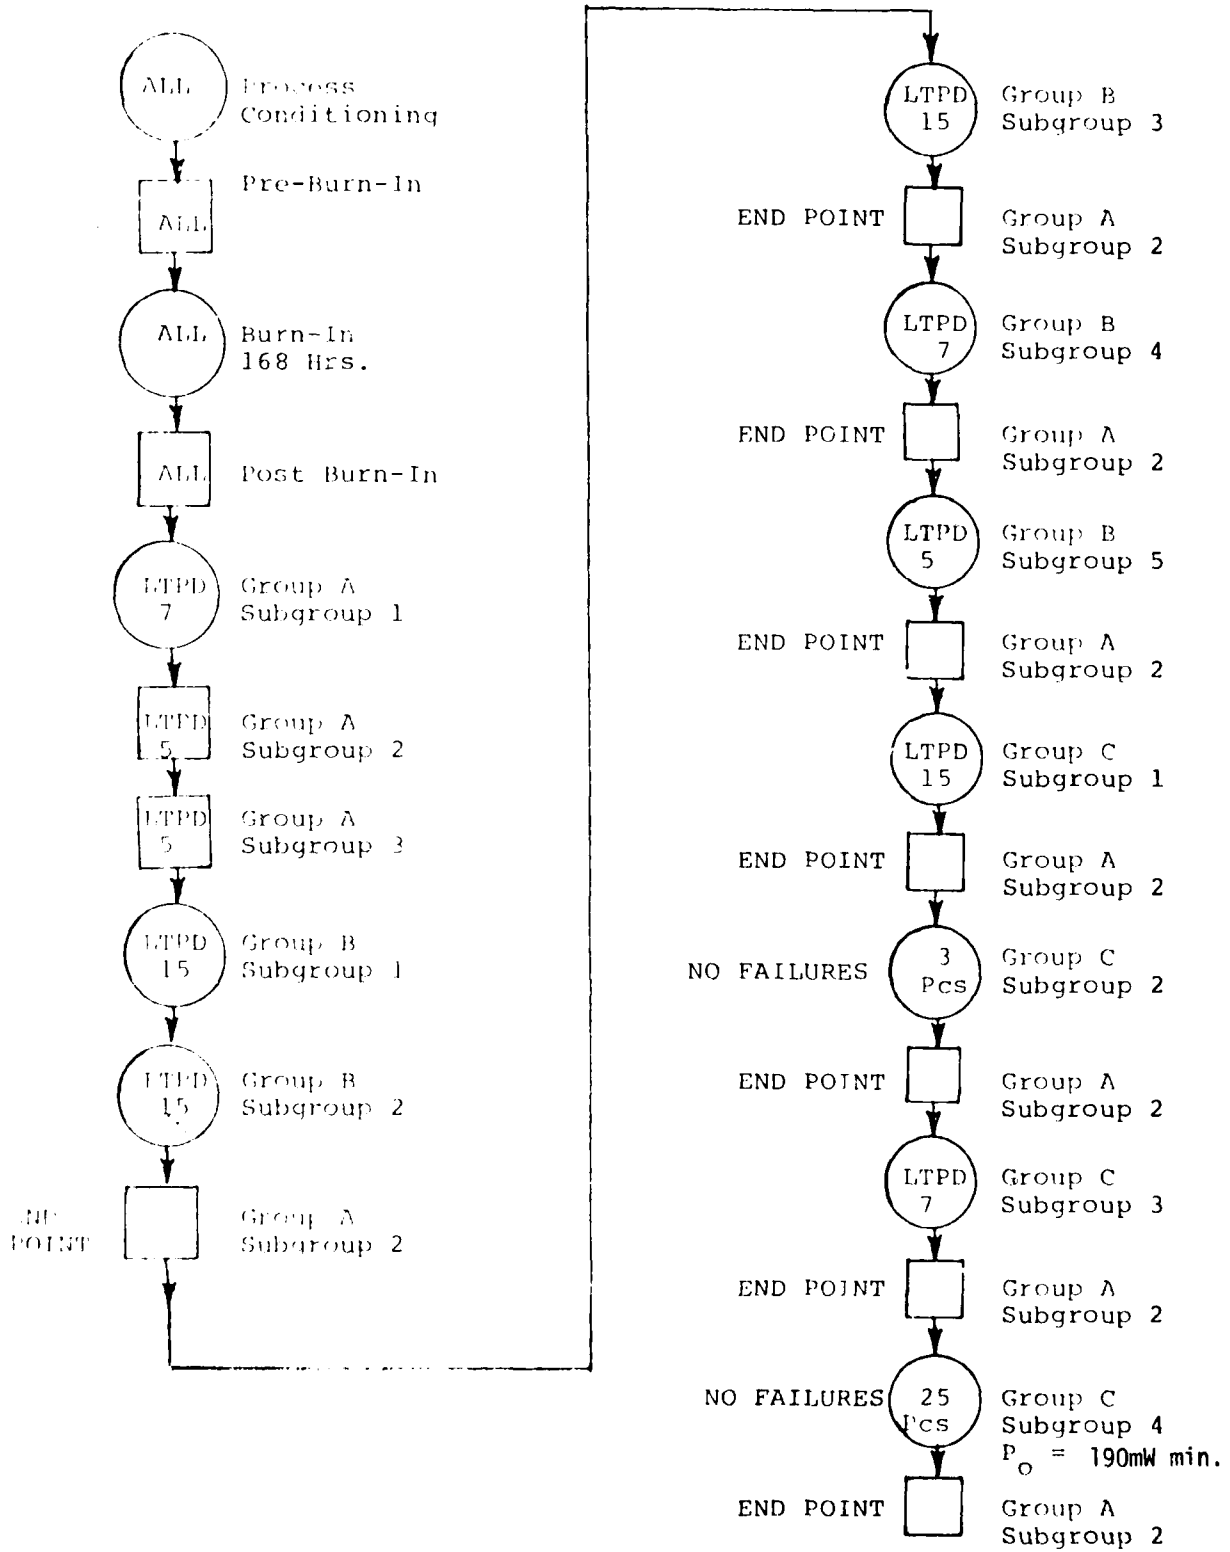 ALL
Process
Conditioning
Pre-Burn-In
ALL
ALL
Burn-In
168 Hrs.
ALL
Post Burn-In
LTPD
7
Group A
Subgroup 1
LTPD
5
Group A
Subgroup 2
LTPD
5
Group A
Subgroup 3
LTPD
15
Group B
Subgroup 1
LTPD
15
Group B
Subgroup 2
POINT
Group A
Subgroup 2
LTPD
15
Group B
Subgroup 3
END POINT
Group A
Subgroup 2
LTPD
7
Group B
Subgroup 4
END POINT
Group A
Subgroup 2
LTPD
5
Group B
Subgroup 5
END POINT
Group A
Subgroup 2
LTPD
15
Group C
Subgroup 1
END POINT
Group A
Subgroup 2
NO FAILURES
3
Pcs
Group C
Subgroup 2
END POINT
Group A
Subgroup 2
LTPD
7
Group C
Subgroup 3
END POINT
Group A
Subgroup 2
NO FAILURES
25
Pcs
Group C
Subgroup 4
P_O = 190mW min.
END POINT
Group A
Subgroup 2